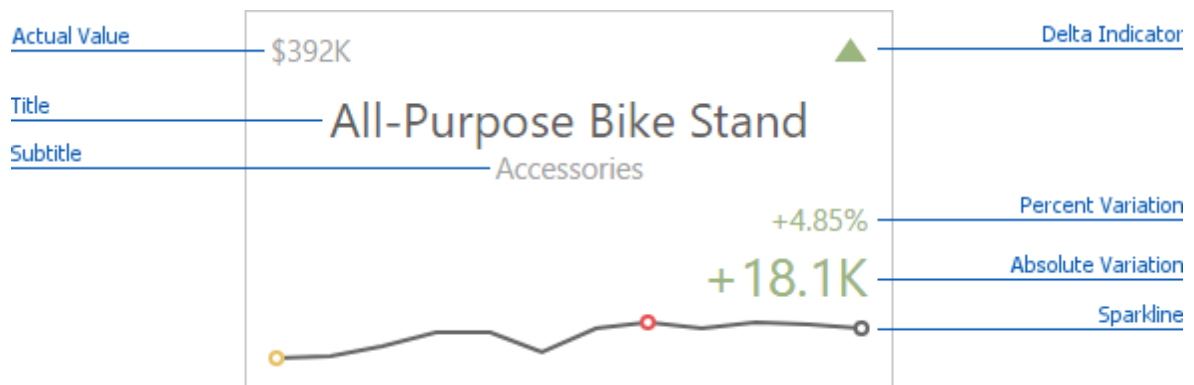 Actual Value
$392K
Delta Indicator
Title
All-Purpose Bike Stand
Subtitle
Accessories
+4.85%
Percent Variation
+18.1K
Absolute Variation
Sparkline